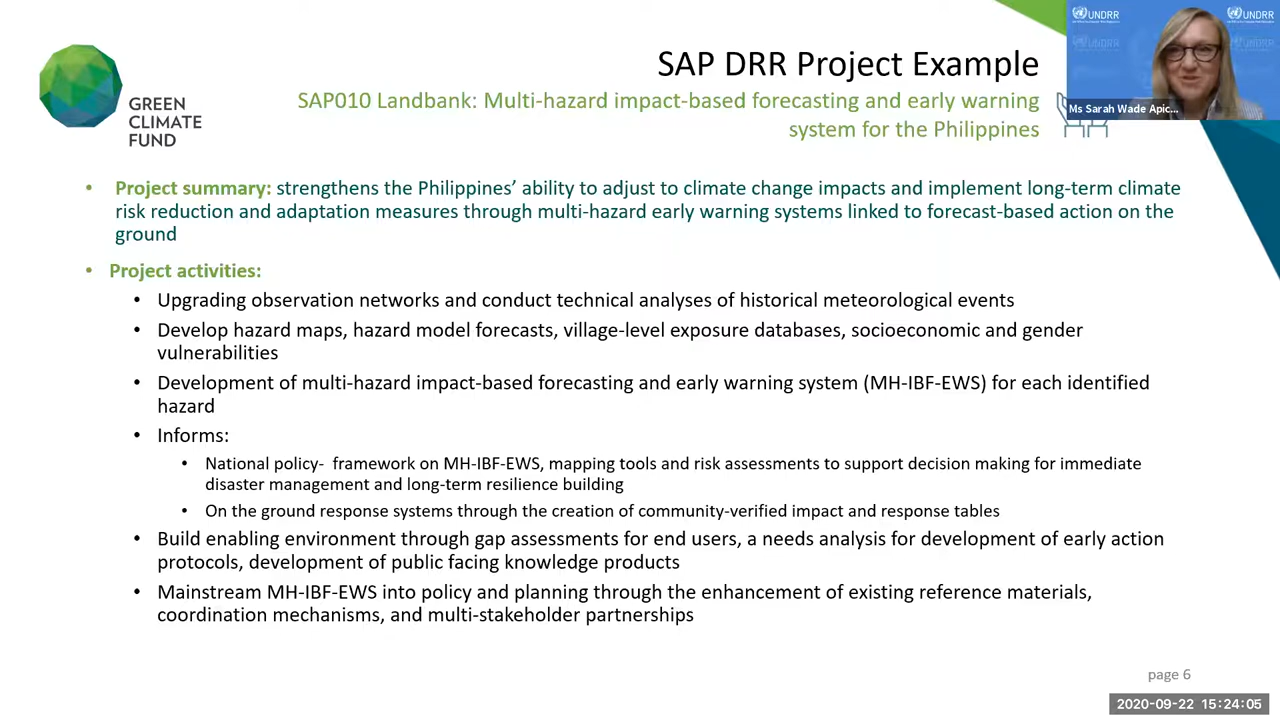 GREEN
CLIMATE
FUND
SAP DRR Project Example
SAP010 Landbank: Multi-hazard impact-based forecasting and early warning
system for the Philippines
UNDRR
UNDRR
UNDRR
UNDRR
Ms Sarah Wade Apic...
• Project summary: strengthens the Philippines’ ability to adjust to climate change impacts and implement long-term climate
risk reduction and adaptation measures through multi-hazard early warning systems linked to forecast-based action on the
ground
• Project activities:
• Upgrading observation networks and conduct technical analyses of historical meteorological events
• Develop hazard maps, hazard model forecasts, village-level exposure databases, socioeconomic and gender
vulnerabilities
• Development of multi-hazard impact-based forecasting and early warning system (MH-IBF-EWS) for each identified
hazard
• Informs:
• National policy- framework on MH-IBF-EWS, mapping tools and risk assessments to support decision making for immediate
disaster management and long-term resilience building
• On the ground response systems through the creation of community-verified impact and response tables
• Build enabling environment through gap assessments for end users, a needs analysis for development of early action
protocols, development of public facing knowledge products
• Mainstream MH-IBF-EWS into policy and planning through the enhancement of existing reference materials,
coordination mechanisms, and multi-stakeholder partnerships
page 6
2020-09-22 15:24:05